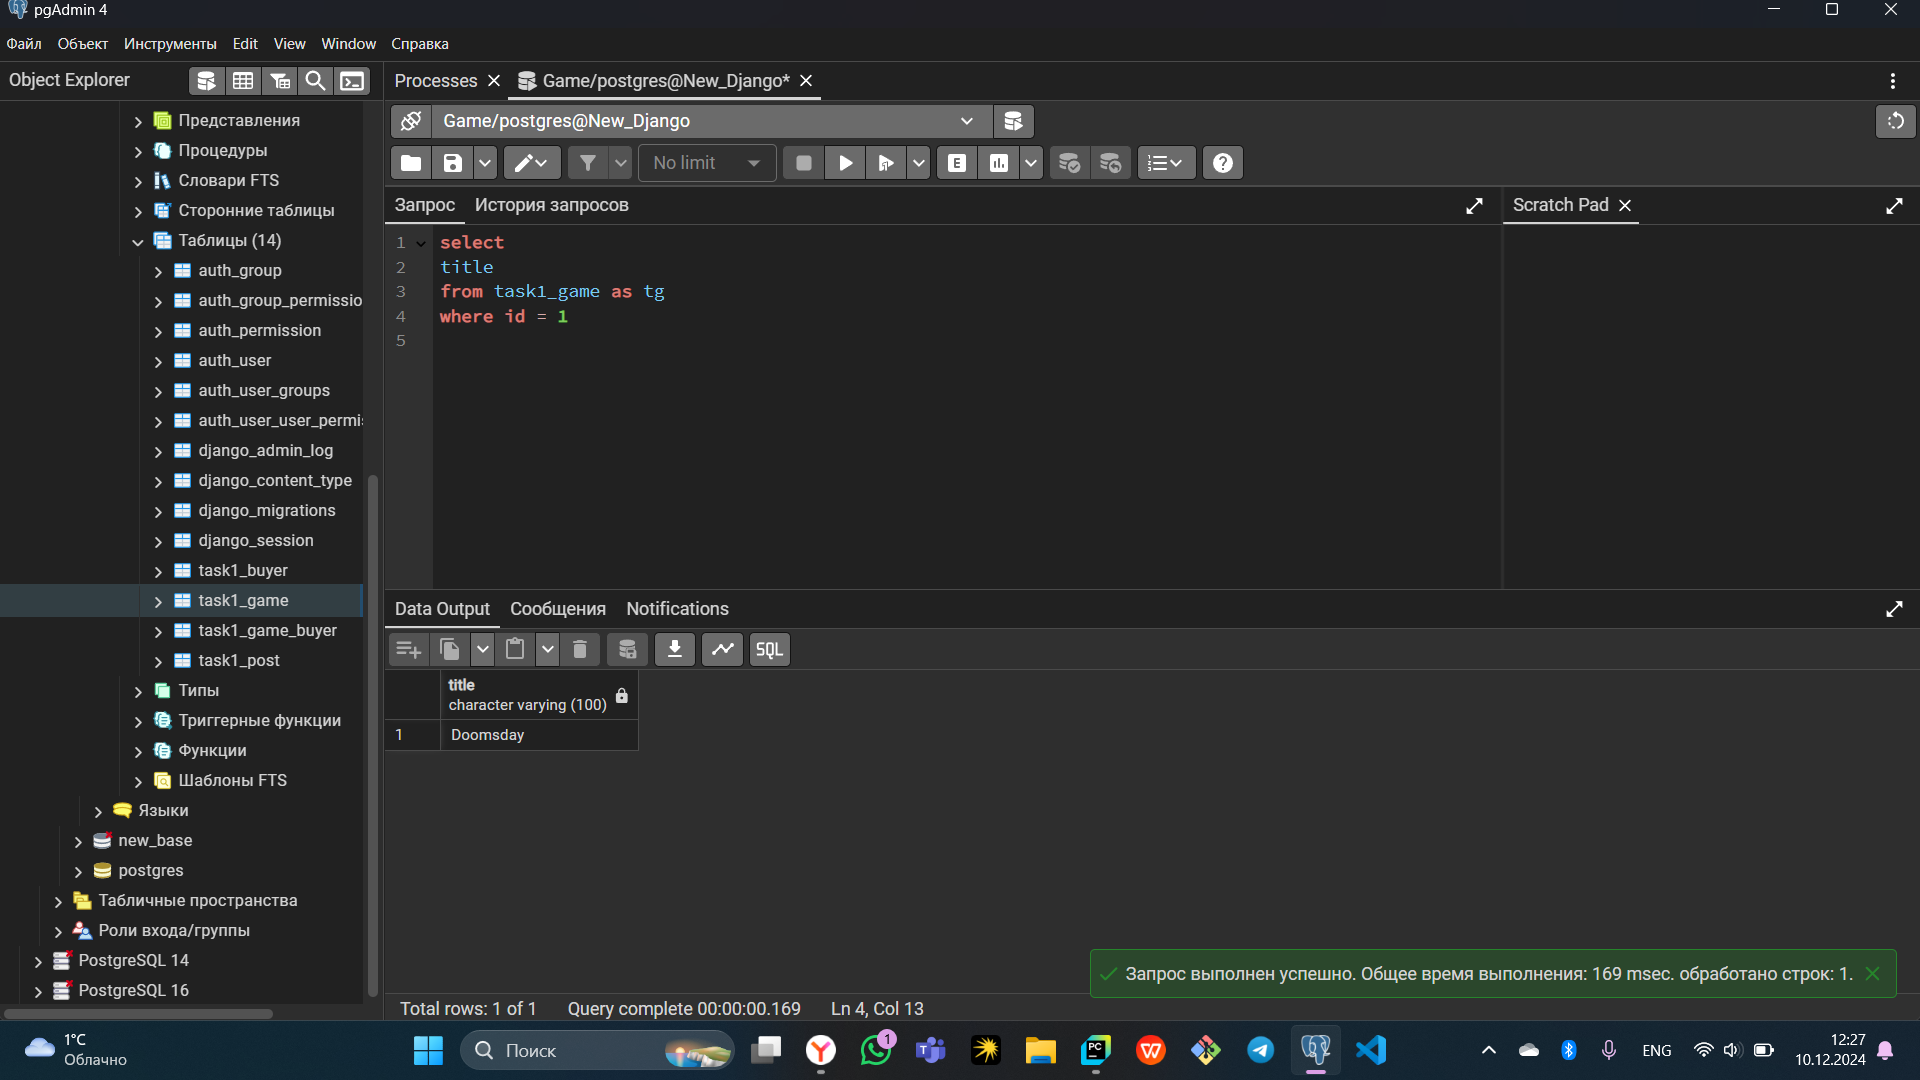 pgAdmin 4
Файл Объект Инструменты Edit View Window Справка
Object Explorer
Processes
Game/postgres@New_Django*
Game/postgres@New_Django
No limit
E
Запрос История запросов
Scratch Pad
1 select
2 title
3 from task1_game as tg
4 where id = 1
5
Представления
Процедуры
Словари FTS
Сторонние таблицы
Таблицы (14)
auth_group
auth_group_permissio
auth_permission
auth_user
auth_user_groups
auth_user_user_permis
django_admin_log
django_content_type
django_migrations
django_session
task1_buyer
task1_game
task1_game_buyer
task1_post
Типы
Триггерные функции
Функции
Шаблоны FTS
Языки
new_base
postgres
Табличные пространства
Роли входа/группы
PostgreSQL 14
PostgreSQL 16
Data Output Сообщения Notifications
SQL
title
character varying (100)
1 Doomsday
Запрос выполнен успешно. Общее время выполнения: 169 msec. обработано строк: 1.
Total rows: 1 of 1 Query complete 00:00:00.169 Ln 4, Col 13
1°C
Облачно
Поиск
1
PC
ENG
12:27
10.12.2024